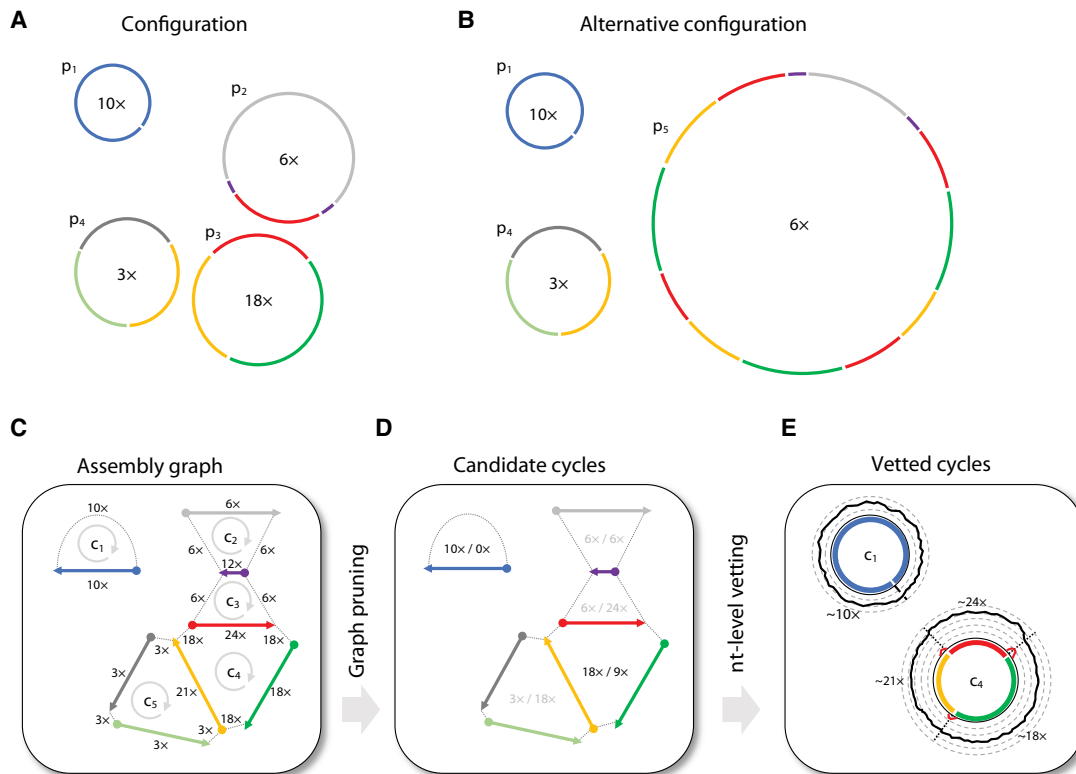 A
Configuration
p1
10×
p2
6×
p4
3×
p3
18×
B
Alternative configuration
p1
10×
p5
6×
p4
3×
C
Assembly graph
10×
c1
10×
6×
6×
c2
6×
12×
6×
c3
6×
18×
24×
18×
3×
c4
3×
21×
18×
c5
3×
3×
18×
3×
Graph pruning
D
Candidate cycles
10× / 0×
6× / 6×
6× / 24×
18× / 9×
3× / 18×
nt-level vetting
E
Vetted cycles
c1
~10×
~24×
~21×
c4
~18×